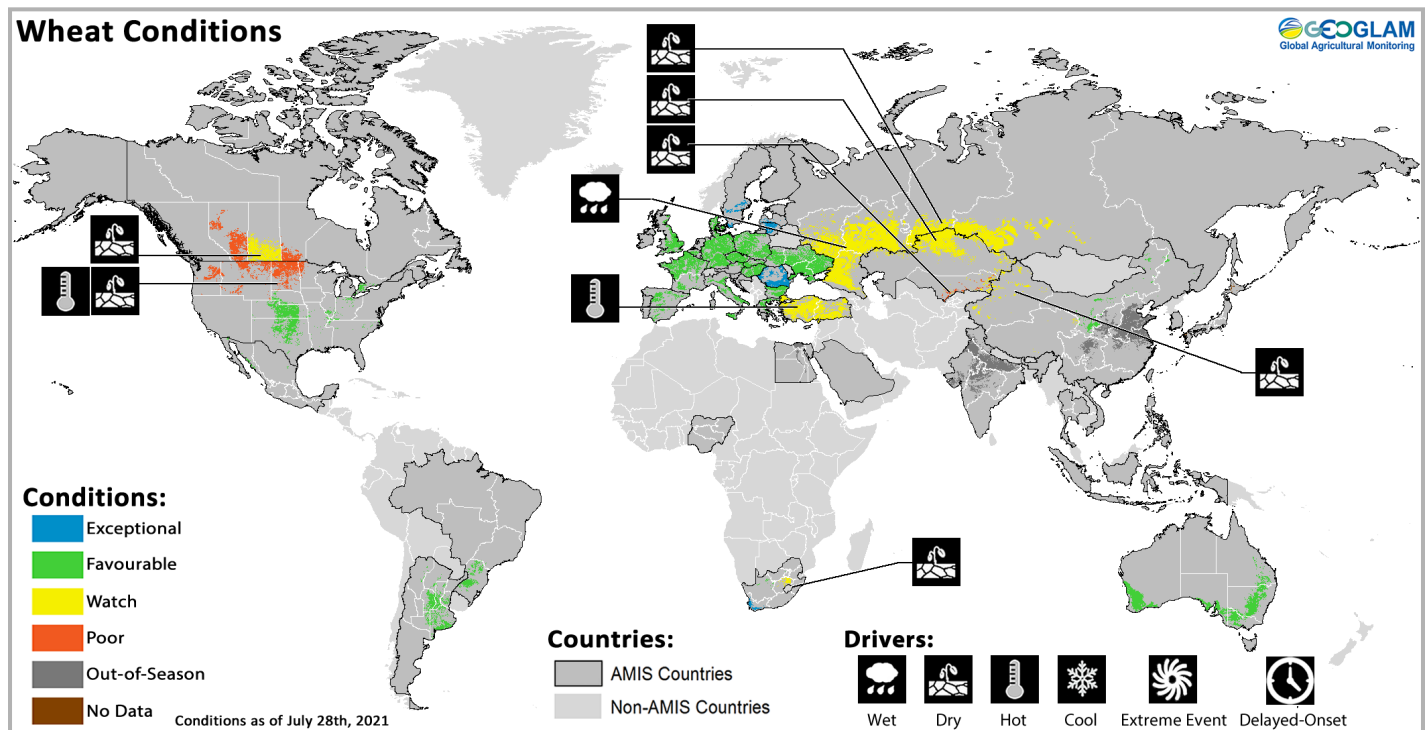 Wheat Conditions
GEOGLAM
Global Agricultural Monitoring
Conditions:
Exceptional
Favourable
Watch
Poor
Out-of-Season
No Data
Conditions as of July 28th, 2021
Countries:
AMIS Countries
Non-AMIS Countries
Drivers:
Wet
Dry
Hot
Cool
Extreme Event
Delayed-Onset